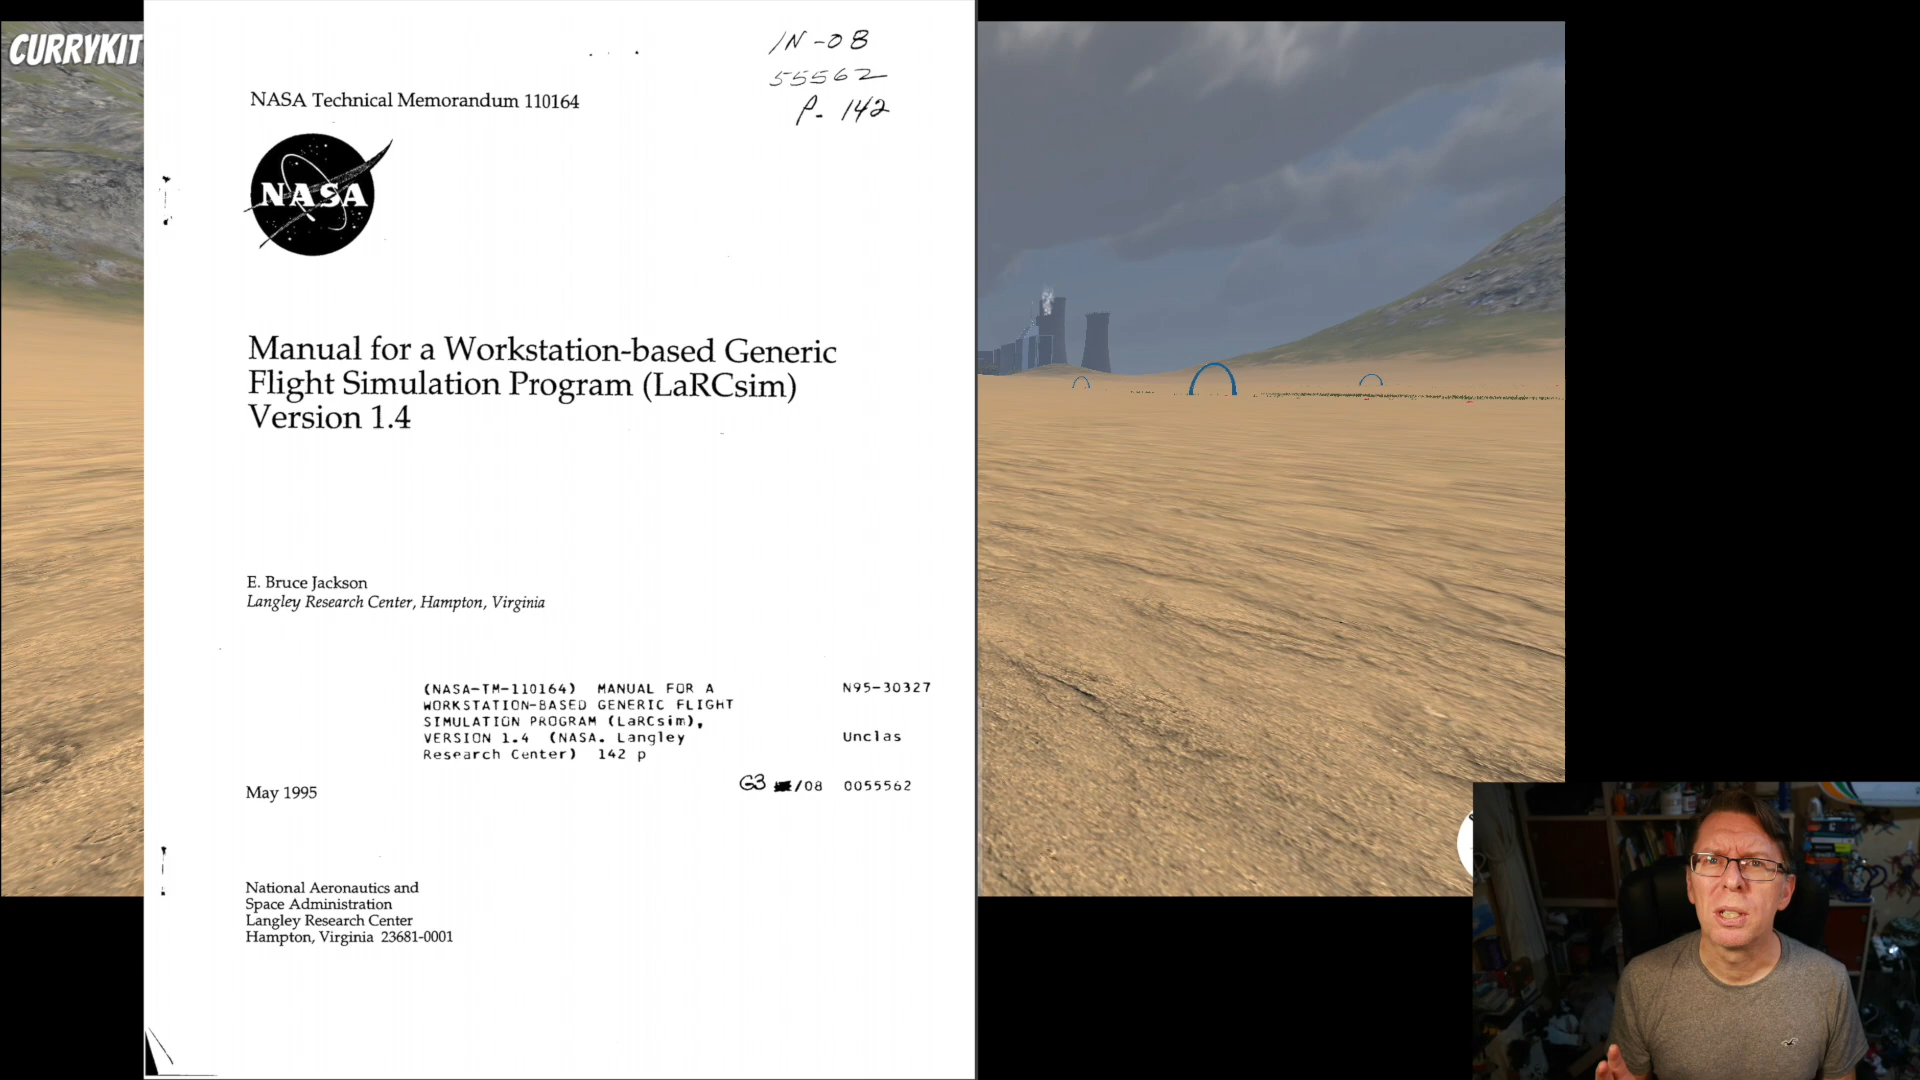 CURRYKIT
IN-08
55562
P. 142
NASA Technical Memorandum 110164
NASA
Manual for a Workstation-based Generic
Flight Simulation Program (LaRCsim)
Version 1.4
E. Bruce Jackson
Langley Research Center, Hampton, Virginia
(NASA-TM-110164) MANUAL FOR A N95-30327
WORKSTATION-BASED GENERIC FLIGHT
SIMULATION PROGRAM (LaRCsim),
VERSION 1.4 (NASA. Langley Unclas
Research Center) 142 p
G3 /08 0055562
May 1995
National Aeronautics and
Space Administration
Langley Research Center
Hampton, Virginia 23681-0001